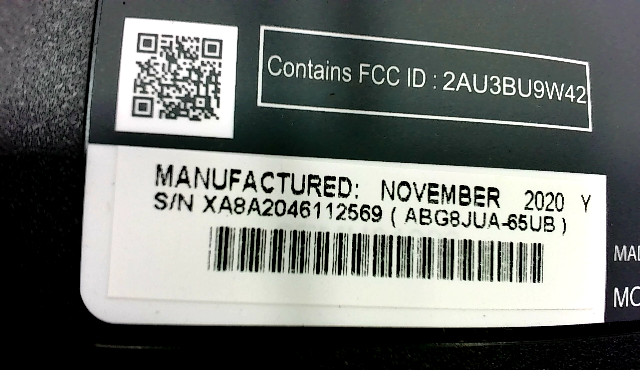 Contains FCC ID : 2AU3BU9W42
MANUFACTURED: NOVEMBER 2020 Y
S/N XA8A2046112569 ( ABG8JUA-65UB )